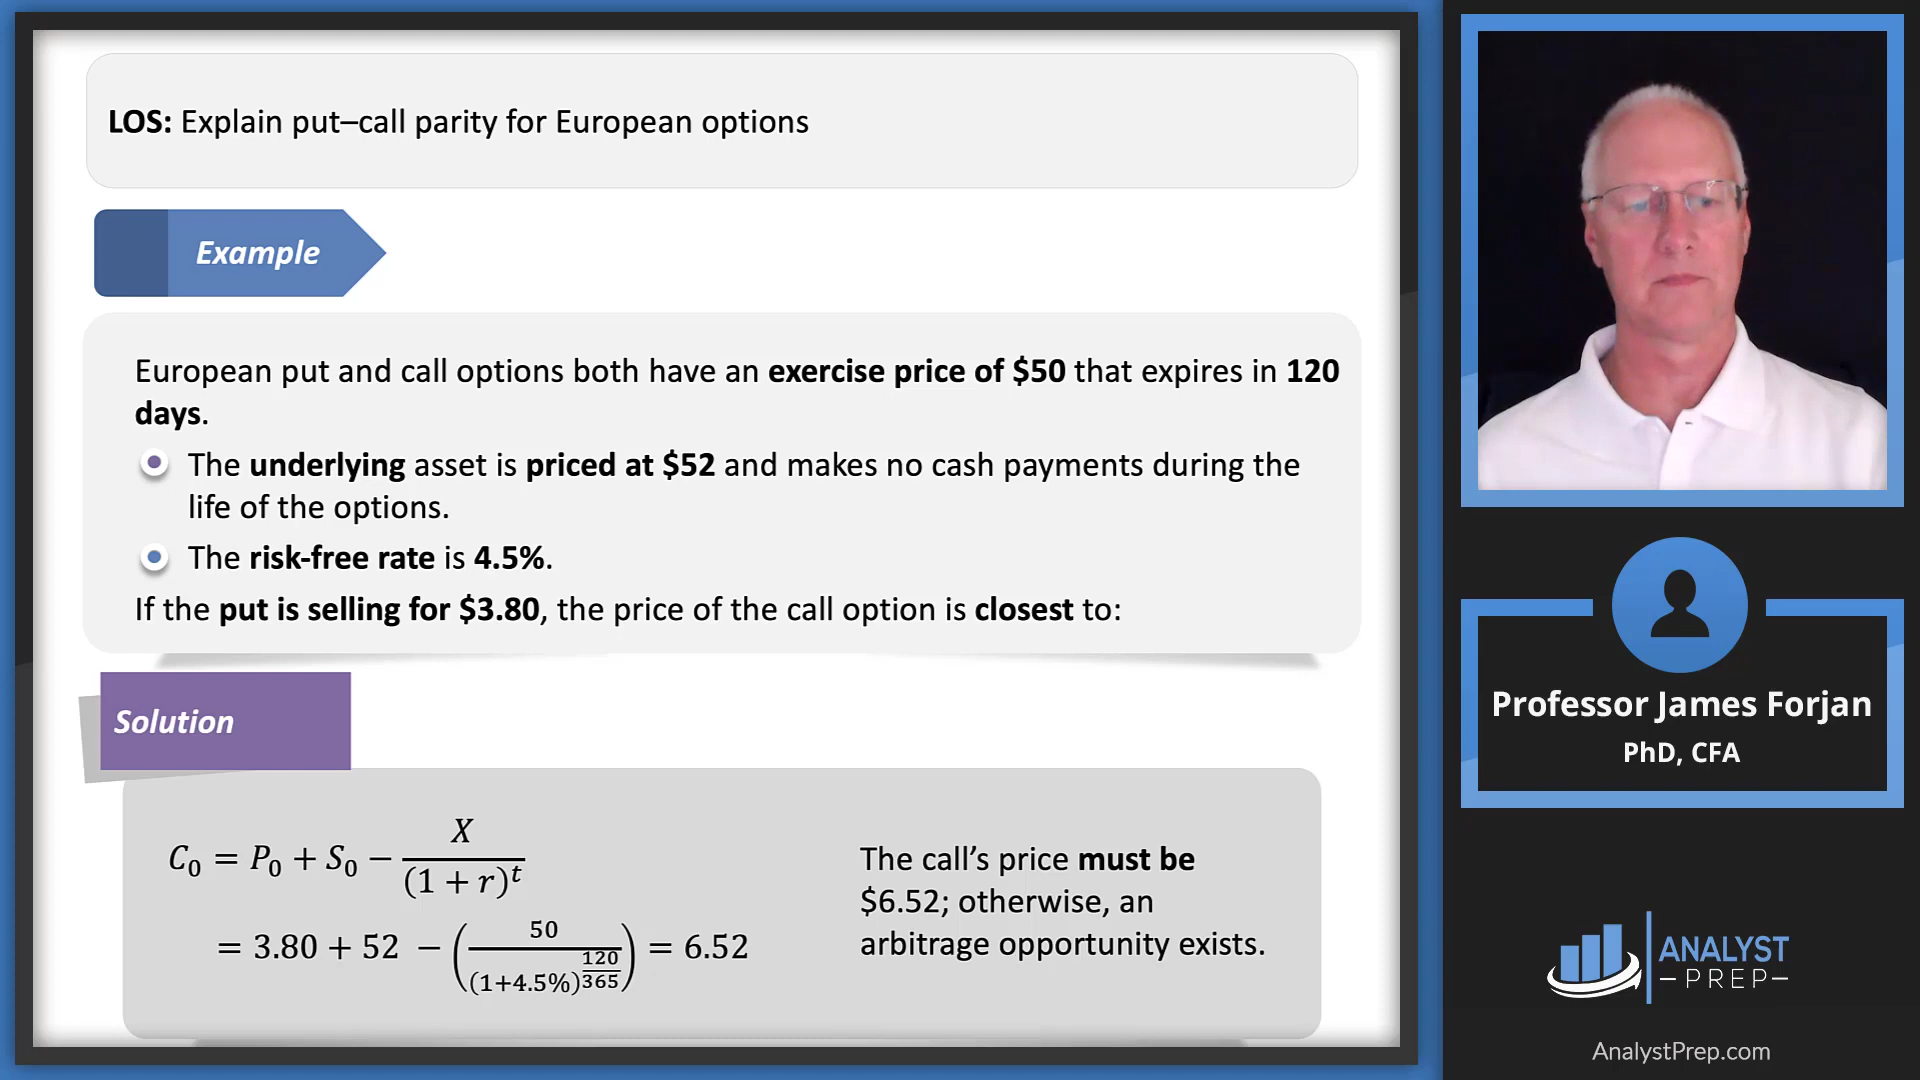 LOS: Explain put–call parity for European options
Example
European put and call options both have an exercise price of $50 that expires in 120
days.
The underlying asset is priced at $52 and makes no cash payments during the
life of the options.
The risk-free rate is 4.5%.
If the put is selling for $3.80, the price of the call option is closest to:
Solution
C₀ = P₀ + S₀ − X / (1 + r)ᵗ
= 3.80 + 52 − (50 / (1+4.5%)^(120/365)) = 6.52
The call’s price must be
$6.52; otherwise, an
arbitrage opportunity exists.
Professor James Forjan
PhD, CFA
ANALYST
PREP
AnalystPrep.com